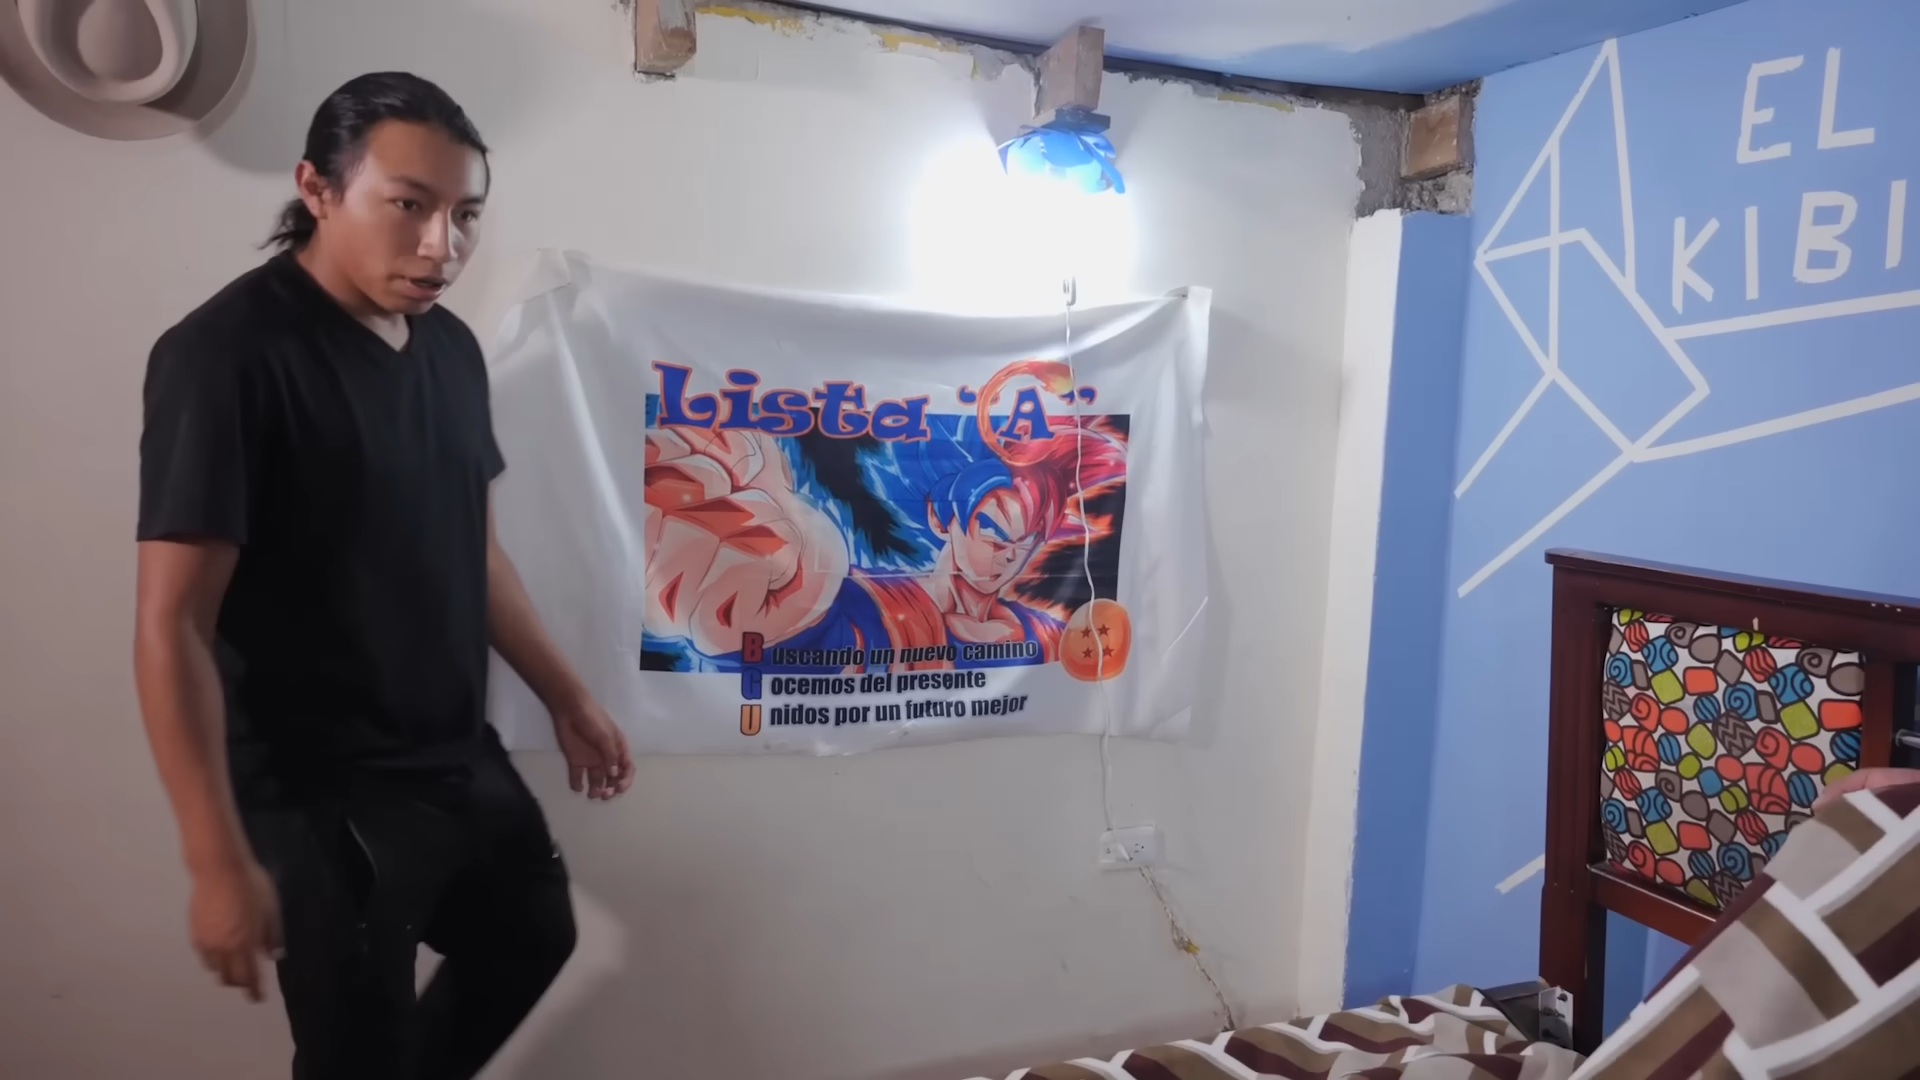 Lista "A"
Buscando un nuevo camino
Gocemos del presente
Unidos por un futuro mejor
EL
KIBI